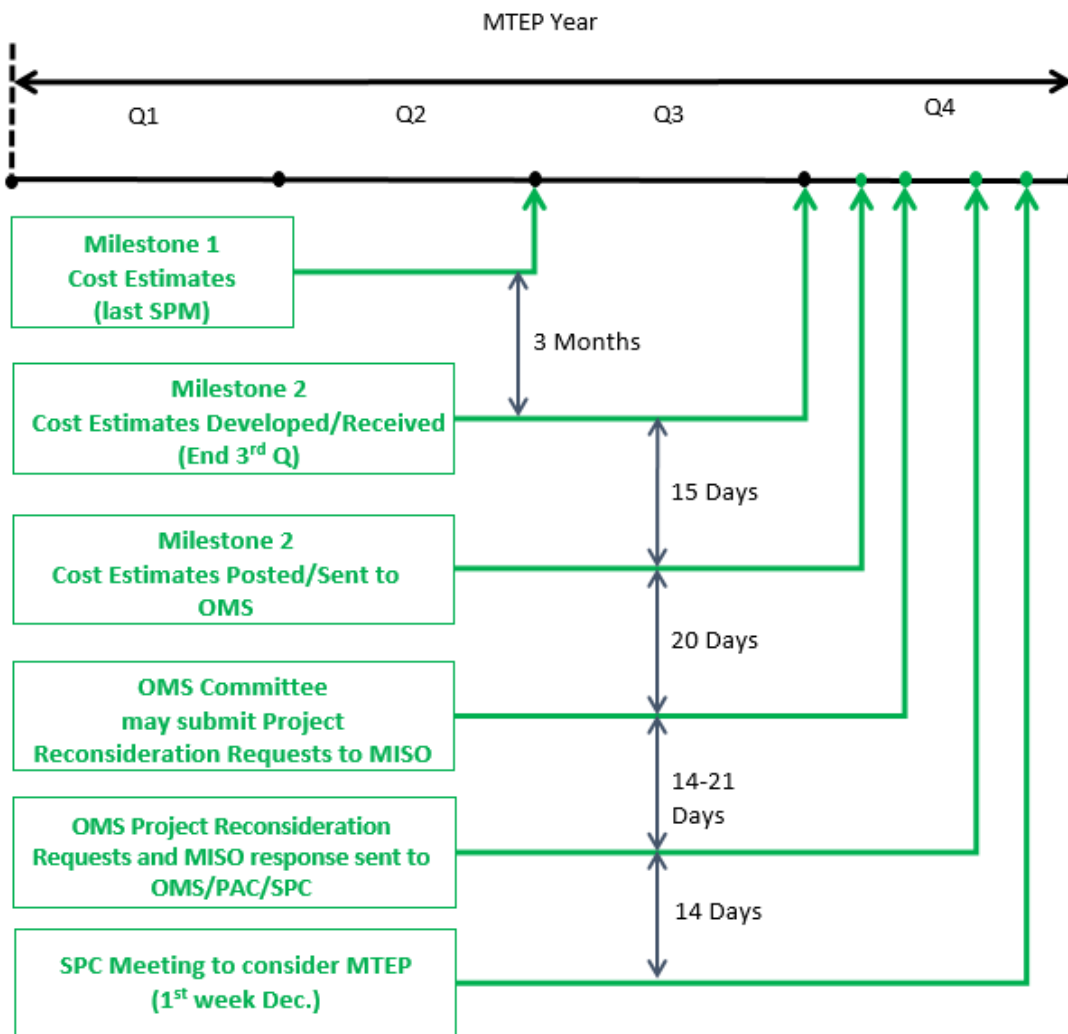 MTEP Year
Q1
Q2
Q3
Q4
Milestone 1
Cost Estimates
(last SPM)
3 Months
Milestone 2
Cost Estimates Developed/Received
(End 3rd Q)
15 Days
Milestone 2
Cost Estimates Posted/Sent to
OMS
20 Days
OMS Committee
may submit Project
Reconsideration Requests to MISO
14-21
Days
OMS Project Reconsideration
Requests and MISO response sent to
OMS/PAC/SPC
14 Days
SPC Meeting to consider MTEP
(1st week Dec.)